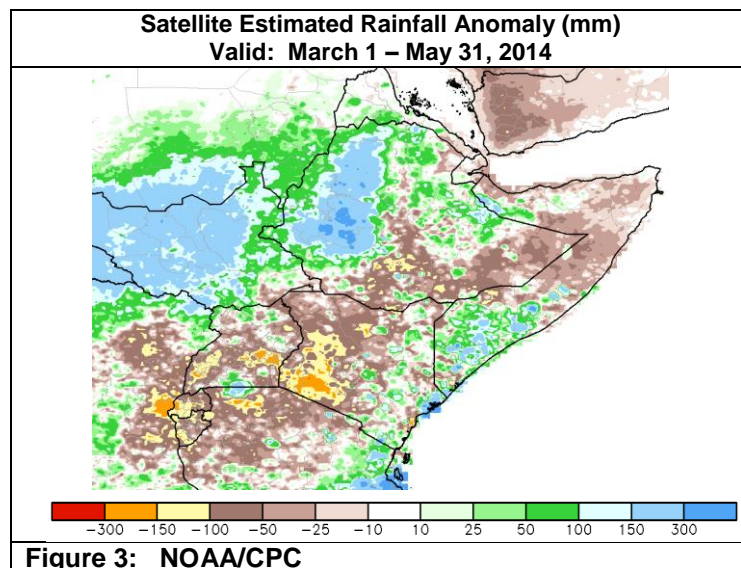 Satellite Estimated Rainfall Anomaly (mm)
Valid: March 1 – May 31, 2014
-300 -150 -100 -50 -25 -10 10 25 50 100 150 300
Figure 3: NOAA/CPC